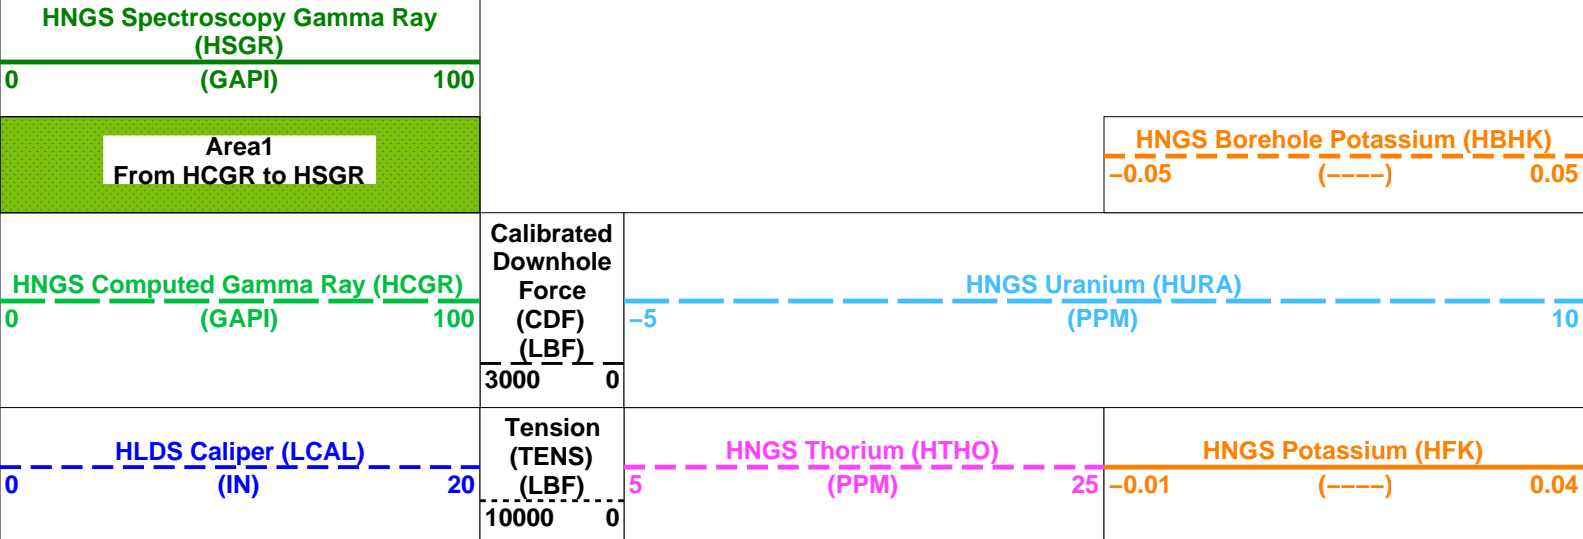 HNGS Spectroscopy Gamma Ray
(HSGR)
0 (GAPI) 100
Area1
From HCGR to HSGR
HNGS Borehole Potassium (HBHK)
−0.05 (−−−−) 0.05
HNGS Computed Gamma Ray (HCGR)
0 (GAPI) 100
Calibrated
Downhole
Force
(CDF)
(LBF)
3000 0
HNGS Uranium (HURA)
−5 (PPM) 10
HLDS Caliper (LCAL)
0 (IN) 20
Tension
(TENS)
(LBF)
10000 0
HNGS Thorium (HTHO)
5 (PPM) 25
HNGS Potassium (HFK)
−0.01 (−−−−) 0.04